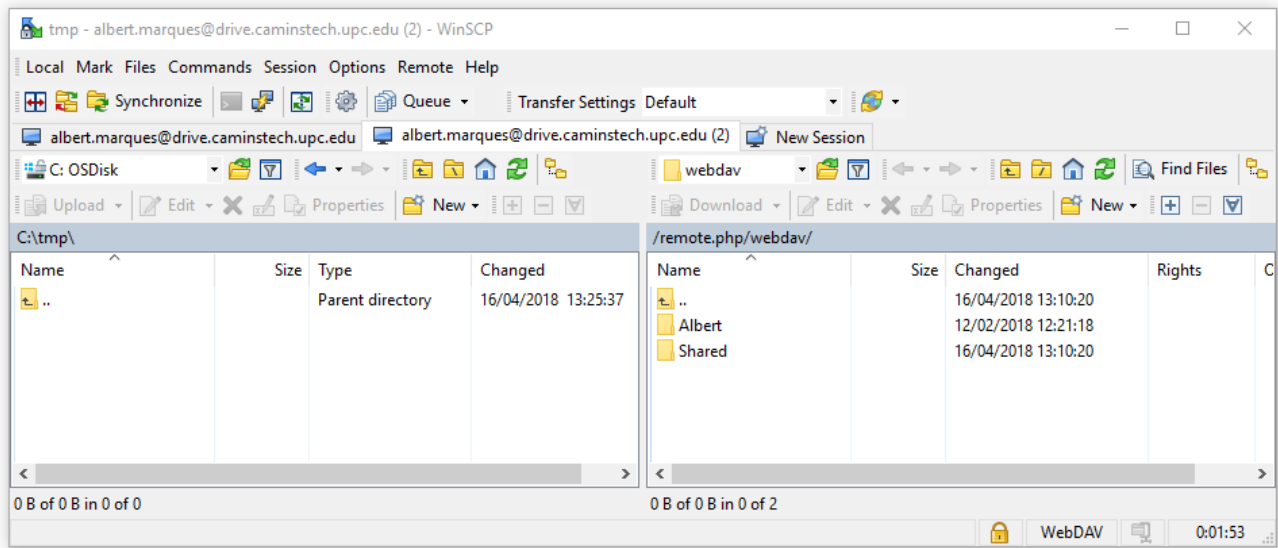 tmp - albert.marques@drive.caminstech.upc.edu (2) - WinSCP
Local Mark Files Commands Session Options Remote Help
Synchronize Queue Transfer Settings Default
albert.marques@drive.caminstech.upc.edu albert.marques@drive.caminstech.upc.edu (2) New Session
C: OSDisk webdav Find Files
Upload Edit Properties New Download Edit Properties New
C:\tmp\ /remote.php/webdav/
Name Size Type Changed Name Size Changed Rights O
.. Parent directory 16/04/2018 13:25:37 .. 16/04/2018 13:10:20
Albert 12/02/2018 12:21:18
Shared 16/04/2018 13:10:20
0 B of 0 B in 0 of 0 0 B of 0 B in 0 of 2
WebDAV 0:01:53